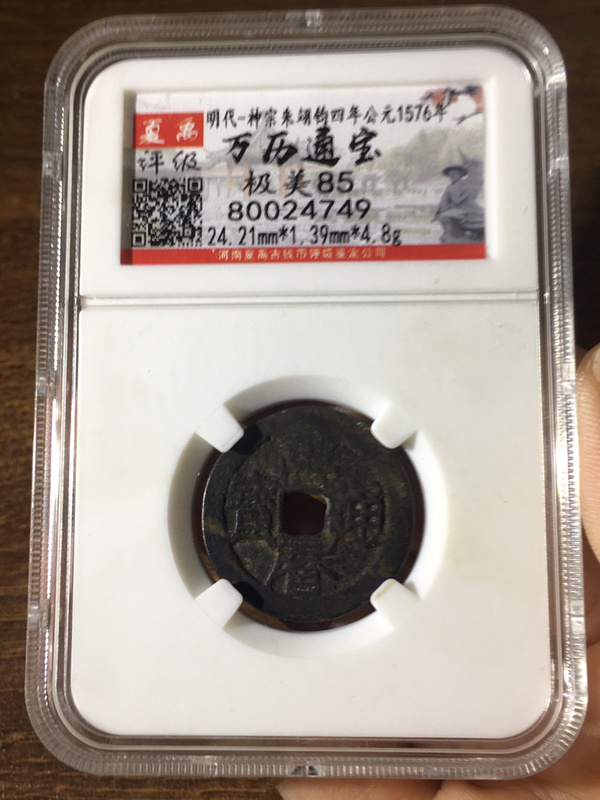 夏禹
评级
明代-神宗朱翊钧四年公元1576年
万历通宝
极美85
80024749
24.21mm*1.39mm*4.8g
河南夏禹古钱币评级鉴定公司